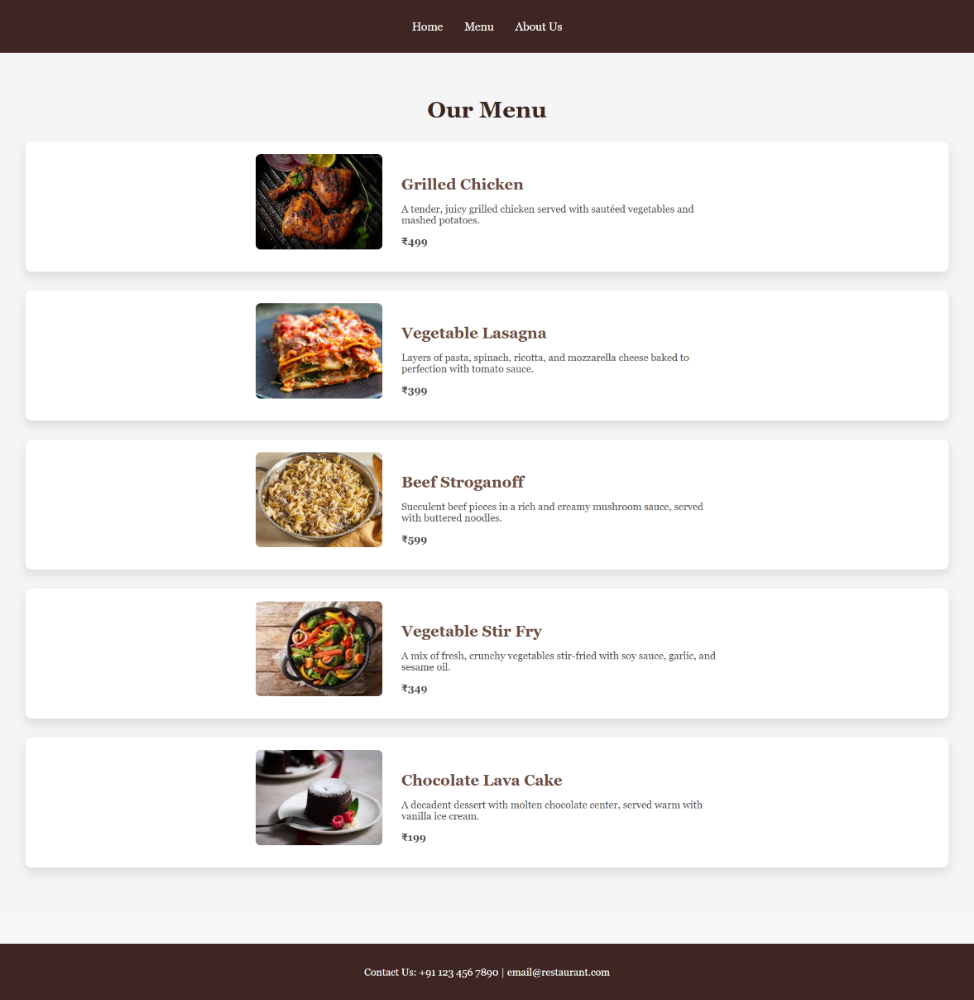 Home Menu About Us
Our Menu
Grilled Chicken
A tender, juicy grilled chicken served with sautéed vegetables and
mashed potatoes.
₹499
Vegetable Lasagna
Layers of pasta, spinach, ricotta, and mozzarella cheese baked to
perfection with tomato sauce.
₹399
Beef Stroganoff
Succulent beef pieces in a rich and creamy mushroom sauce, served
with buttered noodles.
₹599
Vegetable Stir Fry
A mix of fresh, crunchy vegetables stir-fried with soy sauce, garlic, and
sesame oil.
₹349
Chocolate Lava Cake
A decadent dessert with molten chocolate center, served warm with
vanilla ice cream.
₹199
Contact Us: +91 123 456 7890 | email@restaurant.com